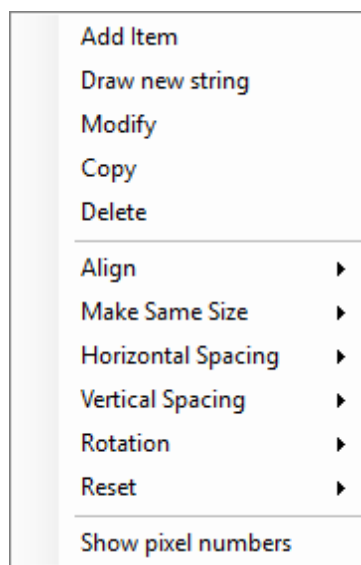 Add Item
Draw new string
Modify
Copy
Delete
Align
Make Same Size
Horizontal Spacing
Vertical Spacing
Rotation
Reset
Show pixel numbers